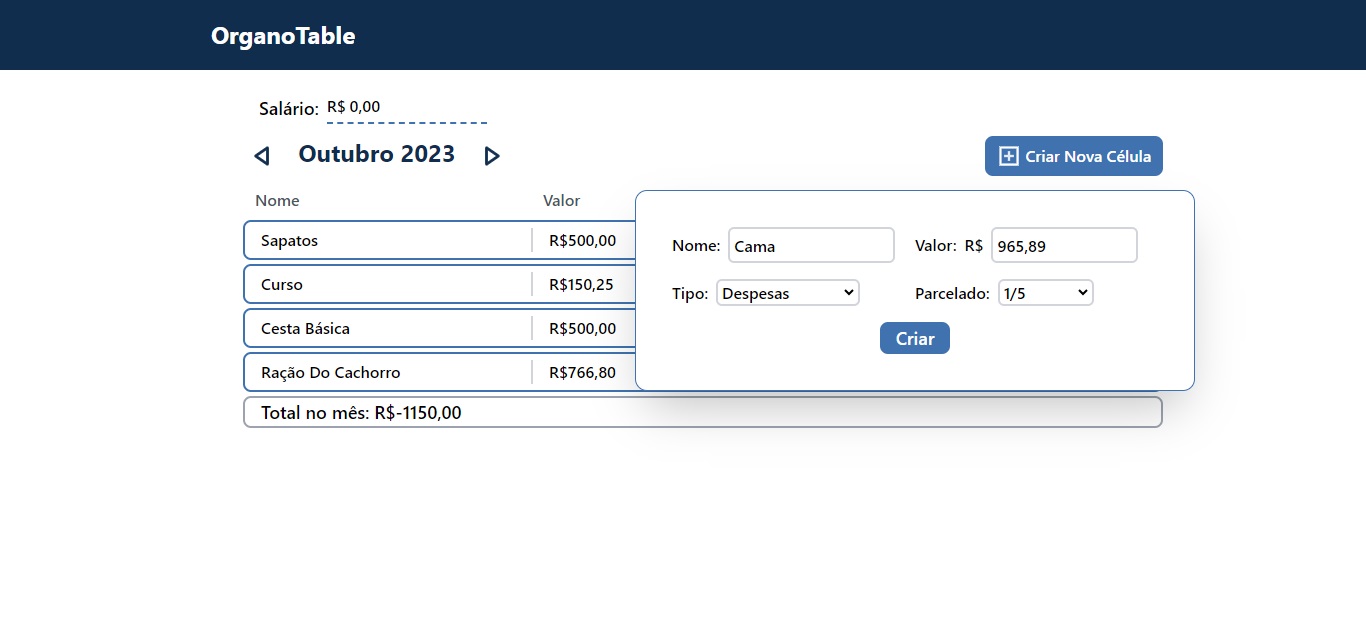 OrganoTable
Salário: R$ 0,00
Outubro 2023
Criar Nova Célula
Nome Valor
Sapatos R$500,00
Curso R$150,25
Cesta Básica R$500,00
Ração Do Cachorro R$766,80
Total no mês: R$-1150,00
Nome: Cama Valor: R$ 965,89
Tipo: Despesas Parcelado: 1/5
Criar